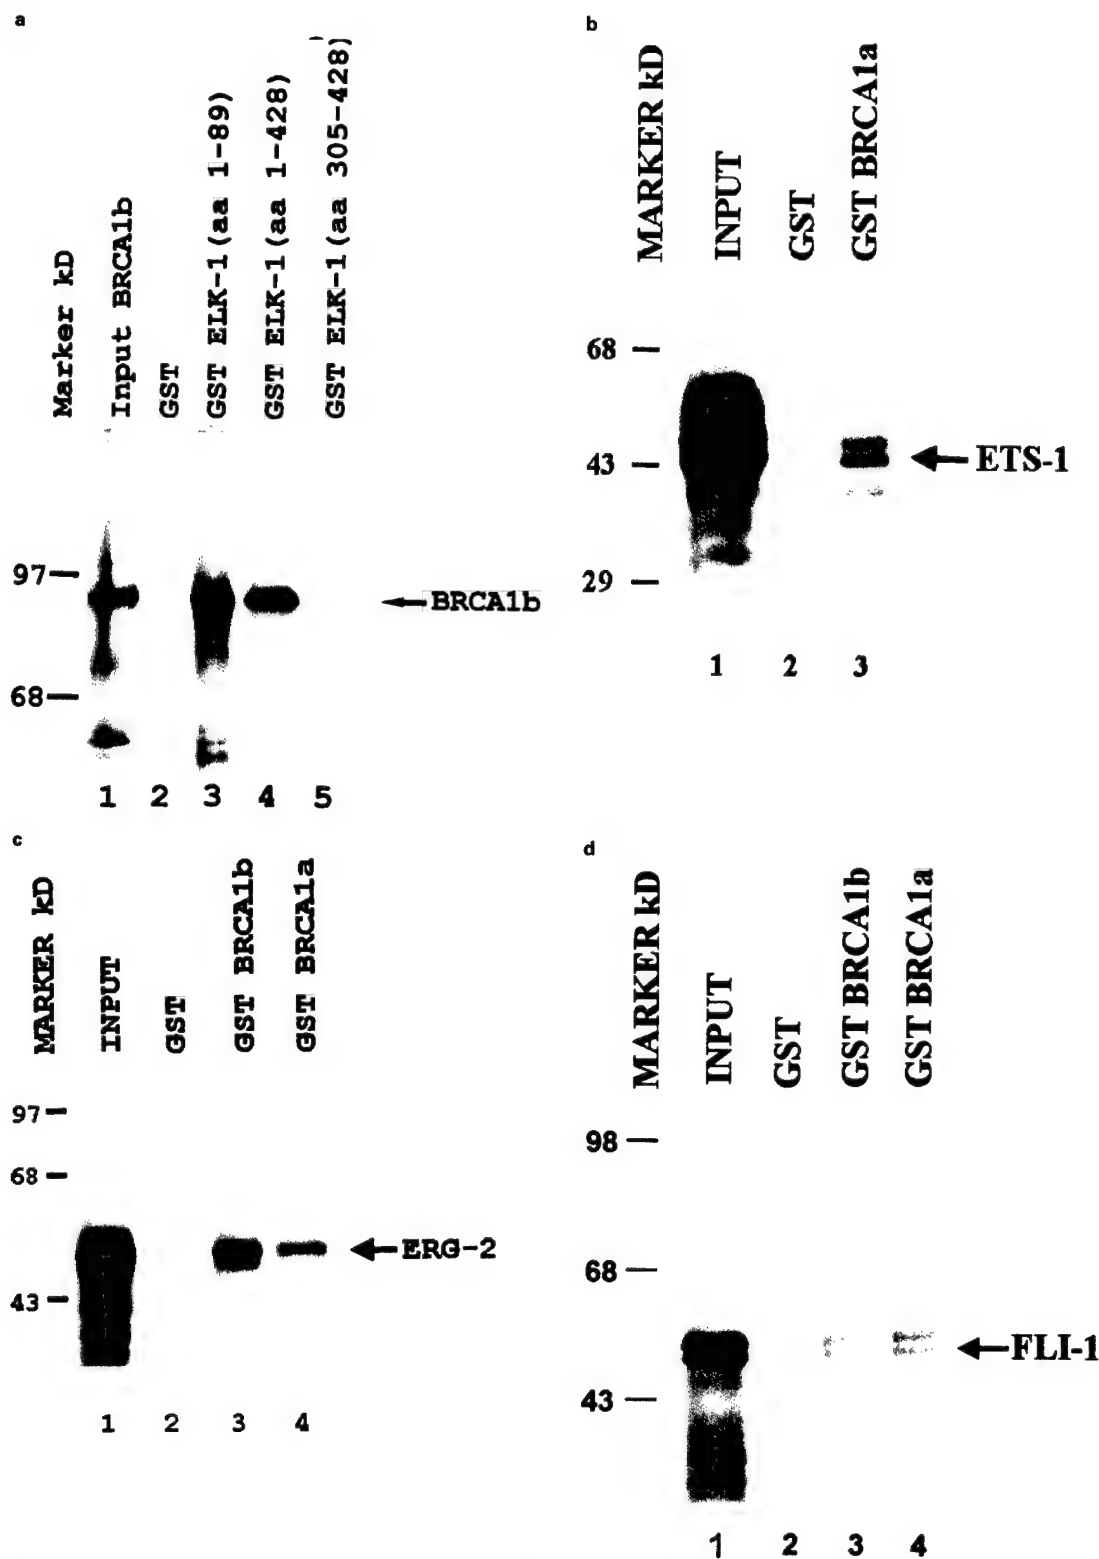 a
Marker kD
Input BRCA1b
GST
GST ELK-1(aa 1-89)
GST ELK-1(aa 1-428)
GST ELK-1(aa 305-428)
97
68
BRCA1b
1 2 3 4 5
b
MARKER kD
INPUT
GST
GST BRCA1a
68
43
29
ETS-1
1 2 3
c
MARKER kD
INPUT
GST
GST BRCA1b
GST BRCA1a
97
68
43
ERG-2
1 2 3 4
d
MARKER kD
INPUT
GST
GST BRCA1b
GST BRCA1a
98
68
43
FLI-1
1 2 3 4